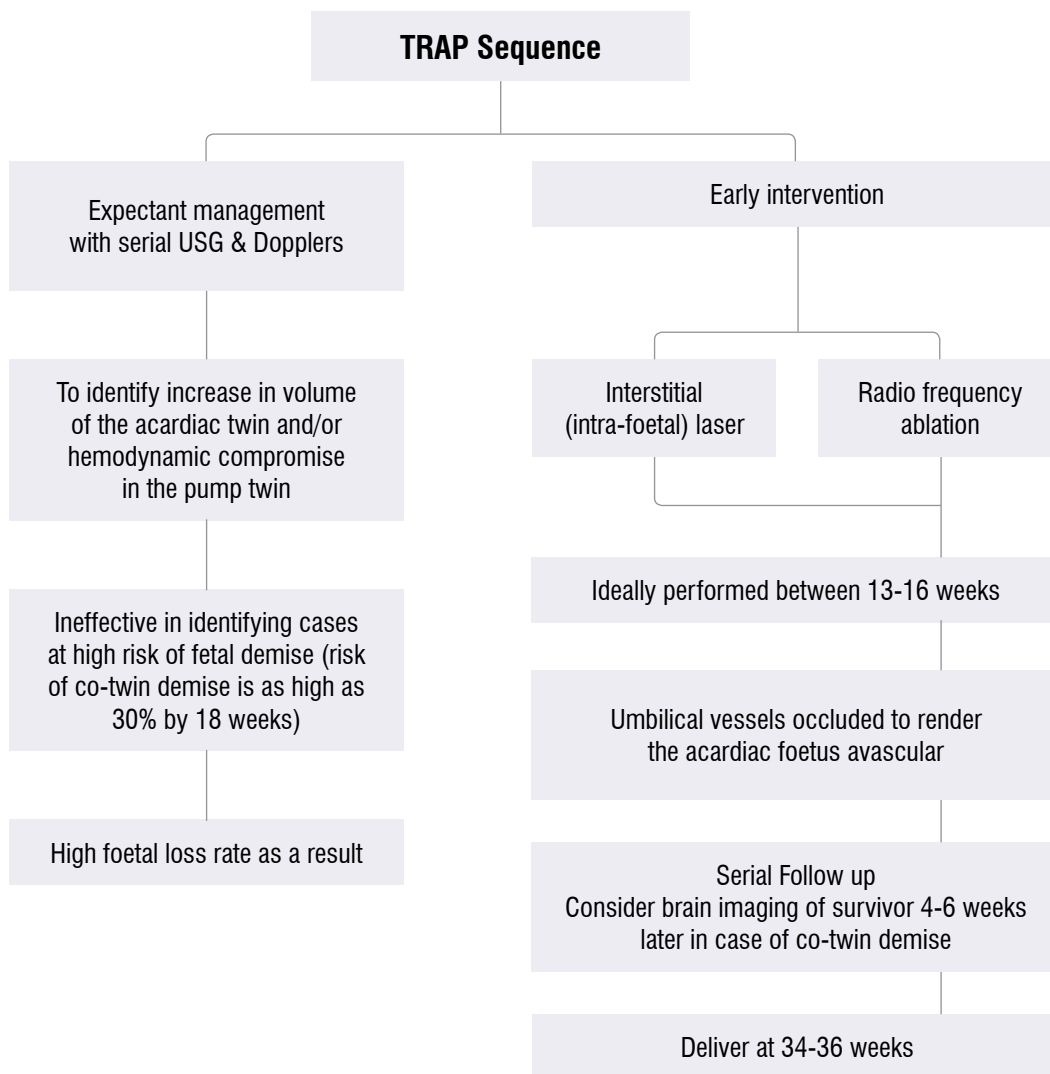 TRAP Sequence
Expectant management
with serial USG & Dopplers
To identify increase in volume
of the acardiac twin and/or
hemodynamic compromise
in the pump twin
Ineffective in identifying cases
at high risk of fetal demise (risk
of co-twin demise is as high as
30% by 18 weeks)
High foetal loss rate as a result
Early intervention
Interstitial
(intra-foetal) laser
Radio frequency
ablation
Ideally performed between 13-16 weeks
Umbilical vessels occluded to render
the acardiac foetus avascular
Serial Follow up
Consider brain imaging of survivor 4-6 weeks
later in case of co-twin demise
Deliver at 34-36 weeks